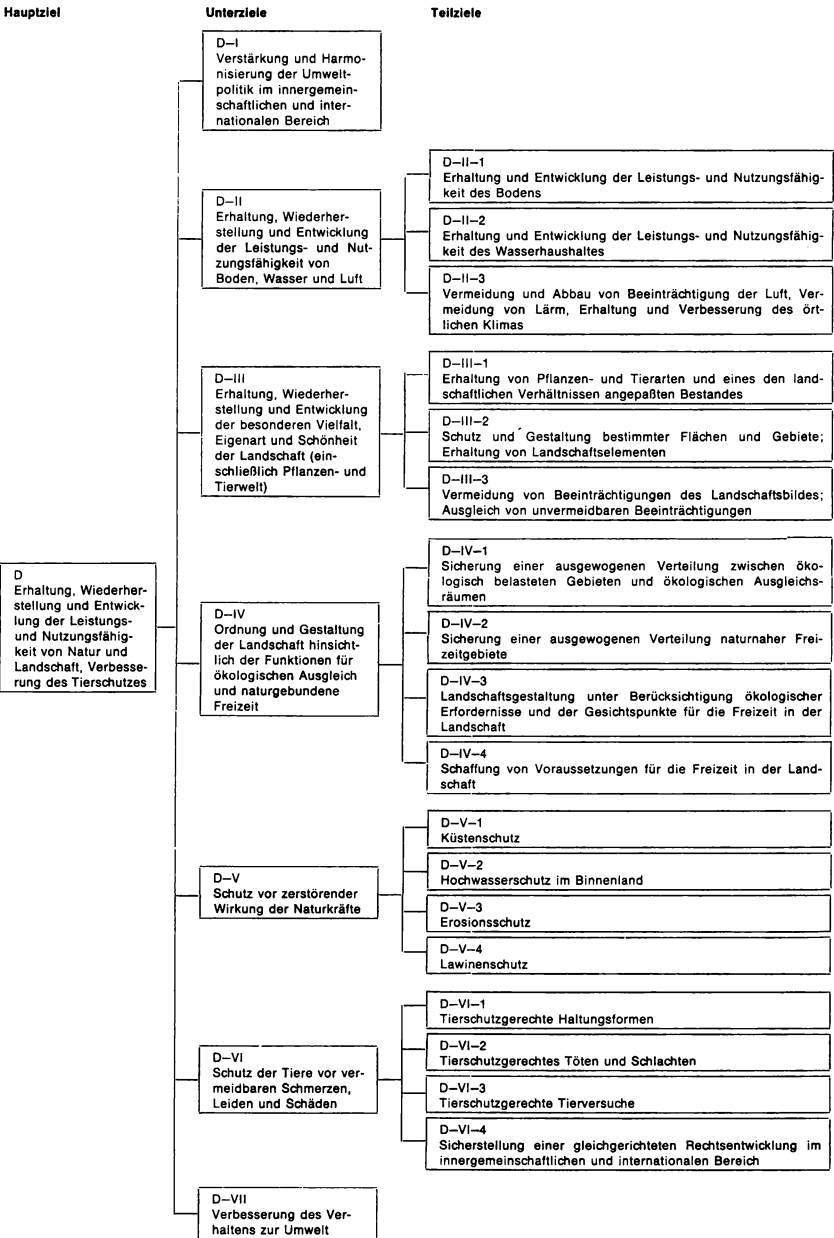 Hauptziel
Unterziele
Teilziele
D
Erhaltung, Wiederher-
stellung und Entwick-
lung der Leistungs-
und Nutzungsfähig-
keit von Natur und
Landschaft, Verbesse-
rung des Tierschutzes
D–I
Verstärkung und Harmo-
nisierung der Umwelt-
politik im innergemein-
schaftlichen und inter-
nationalen Bereich
D–II
Erhaltung, Wiederher-
stellung und Entwicklung
der Leistungs- und Nut-
zungsfähigkeit von
Boden, Wasser und Luft
D–II–1
Erhaltung und Entwicklung der Leistungs- und Nutzungsfähig-
keit des Bodens
D–II–2
Erhaltung und Entwicklung der Leistungs- und Nutzungsfähig-
keit des Wasserhaushaltes
D–II–3
Vermeidung und Abbau von Beeinträchtigung der Luft, Ver-
meidung von Lärm, Erhaltung und Verbesserung des ört-
lichen Klimas
D–III
Erhaltung, Wiederher-
stellung und Entwicklung
der besonderen Vielfalt,
Eigenart und Schönheit
der Landschaft (ein-
schließlich Pflanzen- und
Tierwelt)
D–III–1
Erhaltung von Pflanzen- und Tierarten und eines den land-
schaftlichen Verhältnissen angepaßten Bestandes
D–III–2
Schutz und Gestaltung bestimmter Flächen und Gebiete;
Erhaltung von Landschaftselementen
D–III–3
Vermeidung von Beeinträchtigungen des Landschaftsbildes;
Ausgleich von unvermeidbaren Beeinträchtigungen
D–IV
Ordnung und Gestaltung
der Landschaft hinsicht-
lich der Funktionen für
ökologischen Ausgleich
und naturgebundene
Freizeit
D–IV–1
Sicherung einer ausgewogenen Verteilung zwischen öko-
logisch belasteten Gebieten und ökologischen Ausgleichs-
räumen
D–IV–2
Sicherung einer ausgewogenen Verteilung naturnaher Frei-
zeitgebiete
D–IV–3
Landschaftsgestaltung unter Berücksichtigung ökologischer
Erfordernisse und der Gesichtspunkte für die Freizeit in der
Landschaft
D–IV–4
Schaffung von Voraussetzungen für die Freizeit in der Land-
schaft
D–V
Schutz vor zerstörender
Wirkung der Naturkräfte
D–V–1
Küstenschutz
D–V–2
Hochwasserschutz im Binnenland
D–V–3
Erosionsschutz
D–V–4
Lawinenschutz
D–VI
Schutz der Tiere vor ver-
meidbaren Schmerzen,
Leiden und Schäden
D–VI–1
Tierschutzgerechte Haltungsformen
D–VI–2
Tierschutzgerechtes Töten und Schlachten
D–VI–3
Tierschutzgerechte Tierversuche
D–VI–4
Sicherstellung einer gleichgerichteten Rechtsentwicklung im
innergemeinschaftlichen und internationalen Bereich
D–VII
Verbesserung des Ver-
haltens zur Umwelt